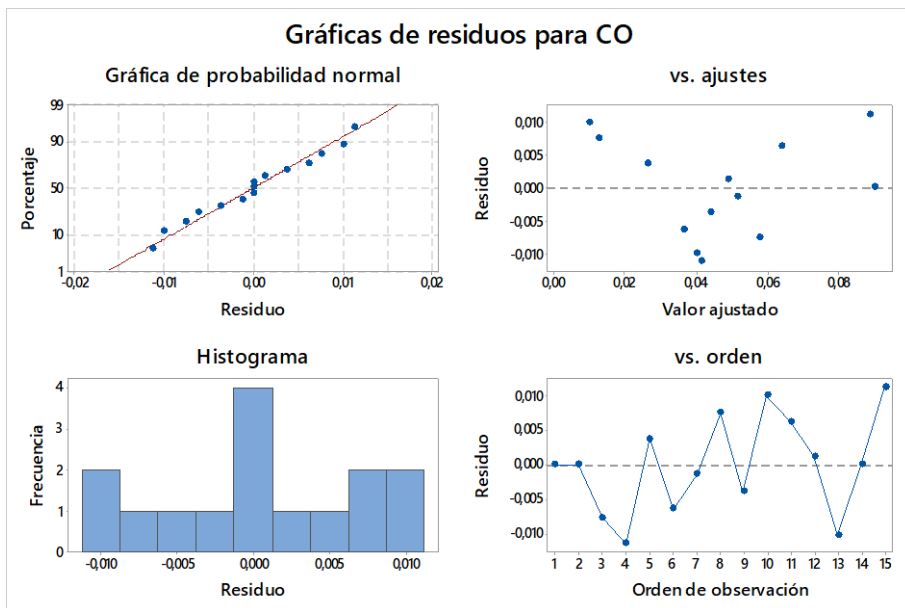 Gráficas de residuos para CO
Gráfica de probabilidad normal
99
90
50
10
1
-0,02
-0,01
0,00
0,01
0,02
Porcentaje
Residuo
vs. ajustes
0,010
0,005
0,000
-0,005
-0,010
0,00
0,02
0,04
0,06
0,08
Residuo
Valor ajustado
Histograma
4
3
2
1
0
-0,010
-0,005
0,000
0,005
0,010
Frecuencia
Residuo
vs. orden
0,010
0,005
0,000
-0,005
-0,010
1 2 3 4 5 6 7 8 9 10 11 12 13 14 15
Residuo
Orden de observación